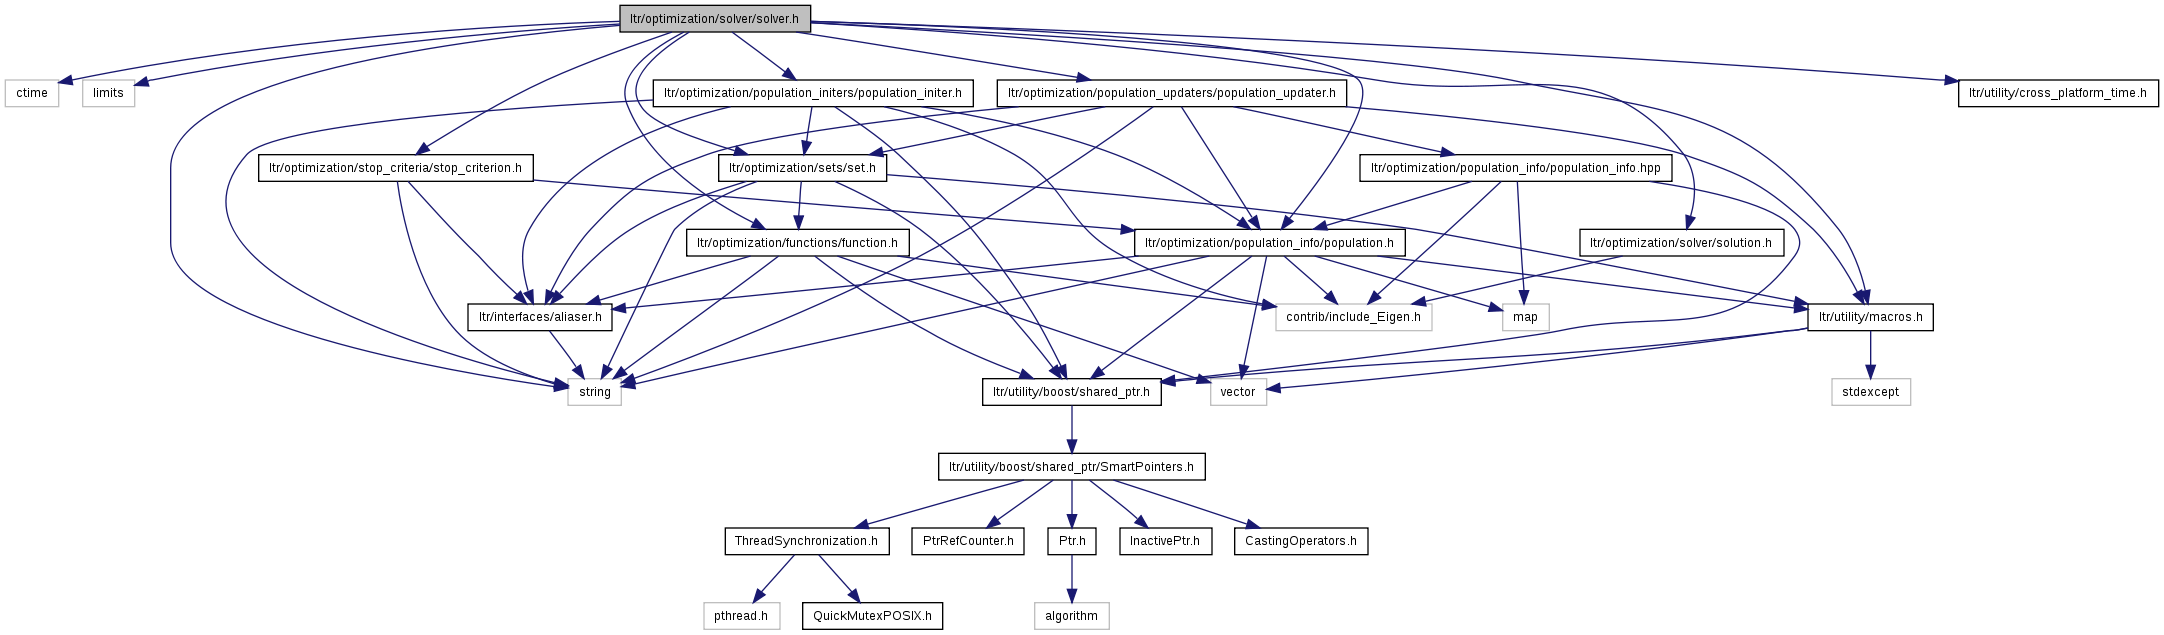 ltr/optimization/solver/solver.h
ctime
limits
ltr/optimization/population_initers/population_initer.h
ltr/optimization/population_updaters/population_updater.h
ltr/utility/cross_platform_time.h
ltr/optimization/stop_criteria/stop_criterion.h
ltr/optimization/sets/set.h
ltr/optimization/population_info/population_info.hpp
ltr/optimization/functions/function.h
ltr/optimization/population_info/population.h
ltr/optimization/solver/solution.h
ltr/interfaces/aliaser.h
contrib/include_Eigen.h
map
ltr/utility/macros.h
string
ltr/utility/boost/shared_ptr.h
vector
stdexcept
ltr/utility/boost/shared_ptr/SmartPointers.h
ThreadSynchronization.h
PtrRefCounter.h
Ptr.h
InactivePtr.h
CastingOperators.h
pthread.h
QuickMutexPOSIX.h
algorithm